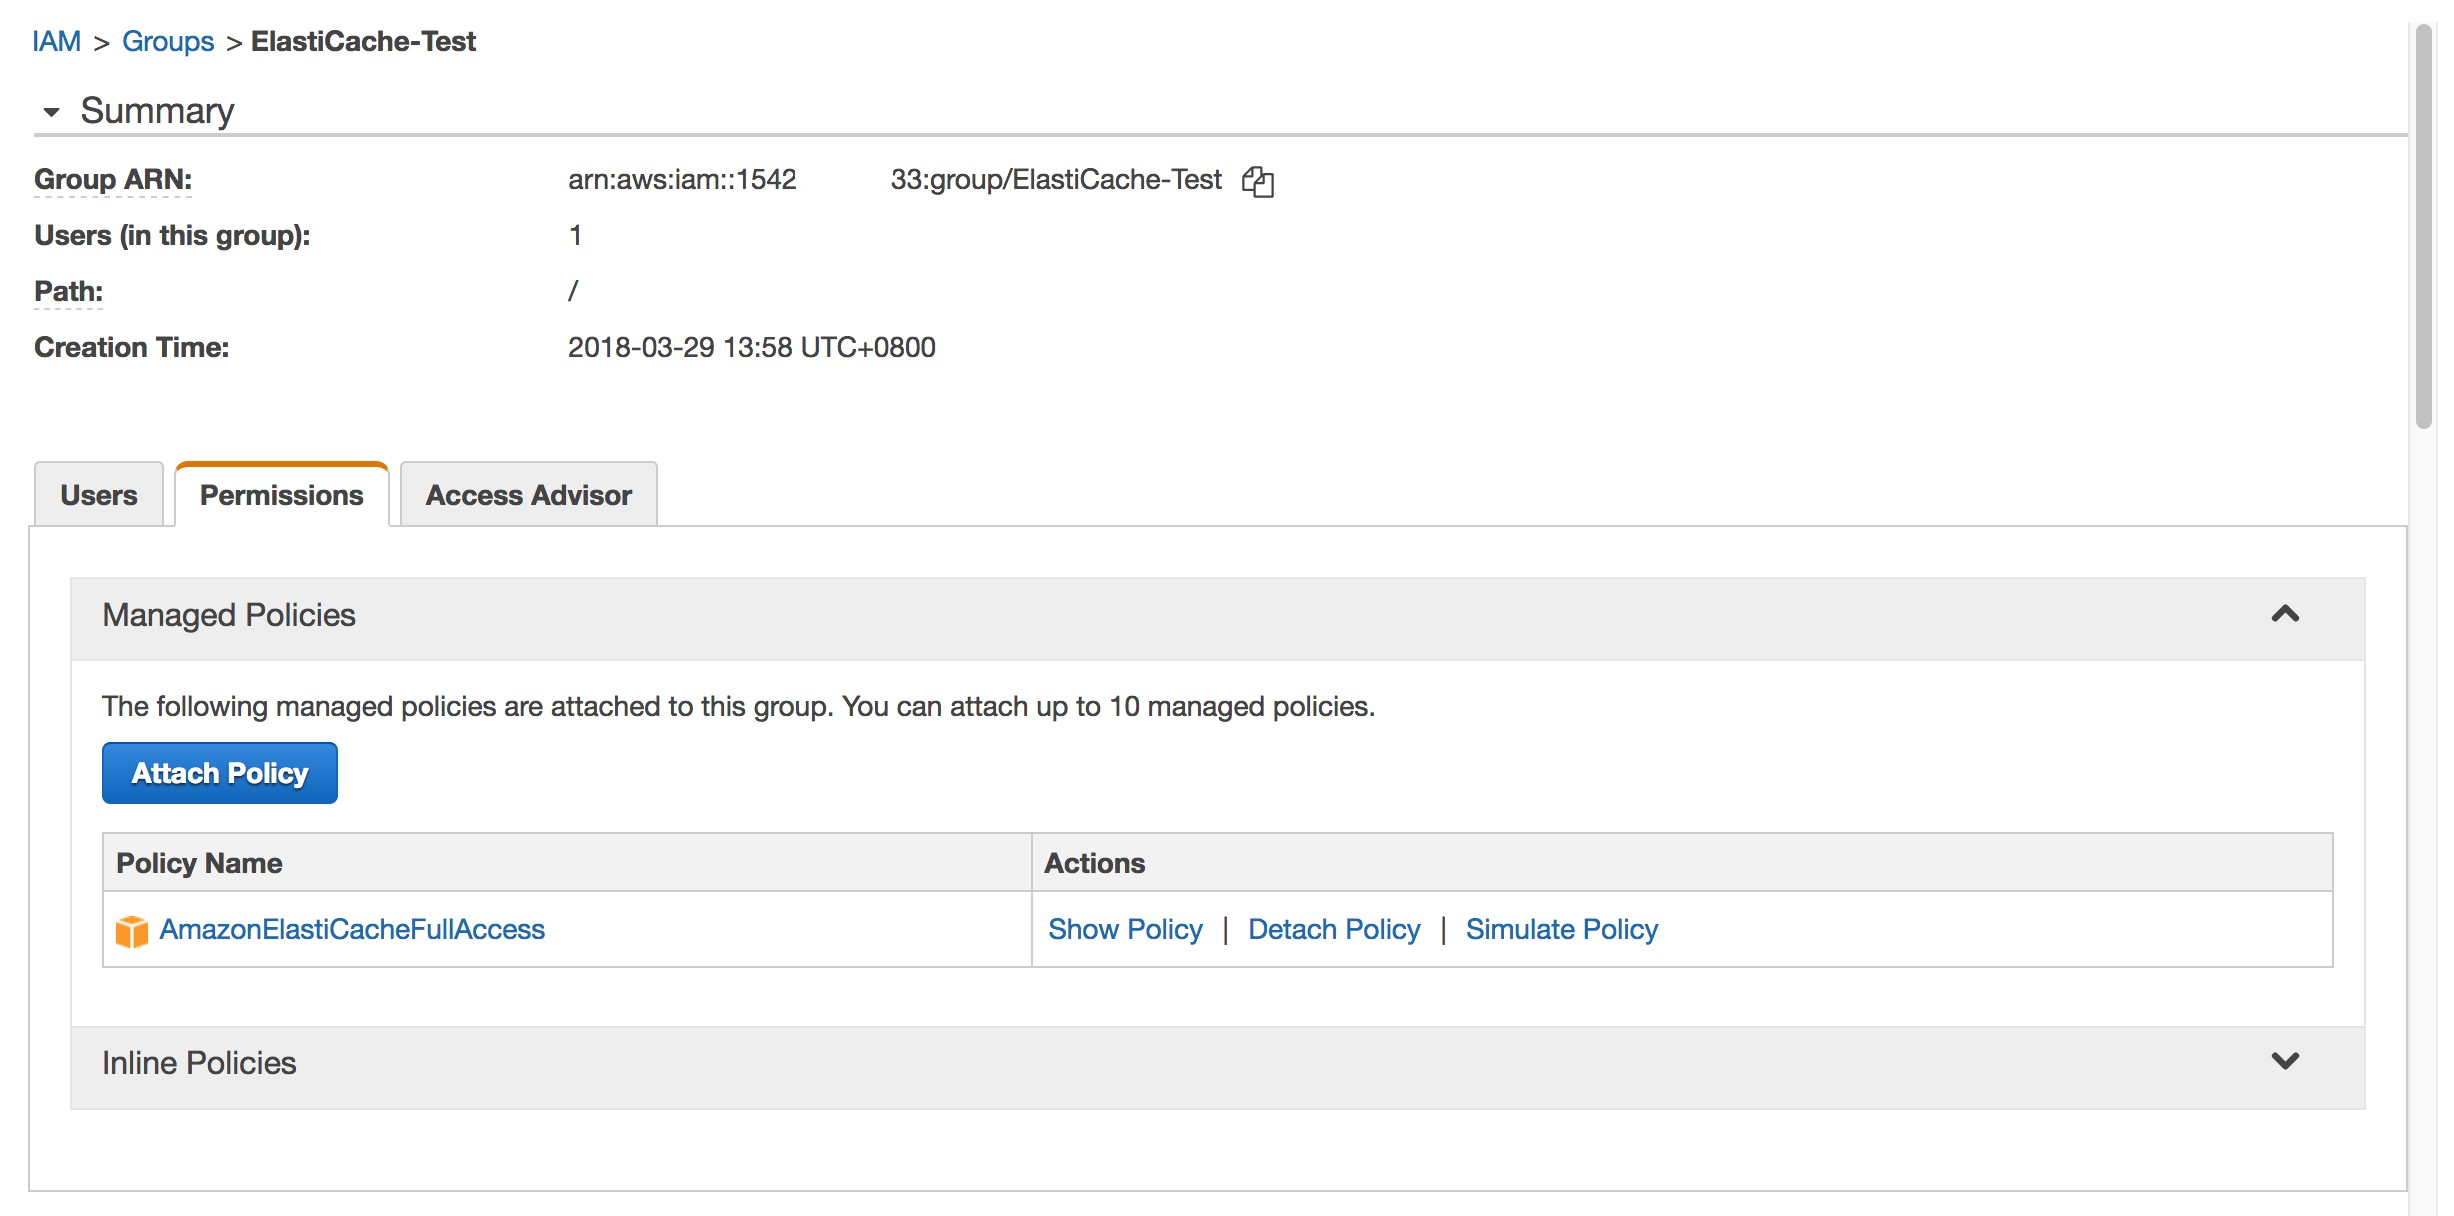 IAM > Groups > ElastiCache-Test
Summary
Group ARN: arn:aws:iam::1542 33:group/ElastiCache-Test
Users (in this group): 1
Path: /
Creation Time: 2018-03-29 13:58 UTC+0800
Users Permissions Access Advisor
Managed Policies
The following managed policies are attached to this group. You can attach up to 10 managed policies.
Attach Policy
Policy Name Actions
AmazonElastiCacheFullAccess Show Policy | Detach Policy | Simulate Policy
Inline Policies